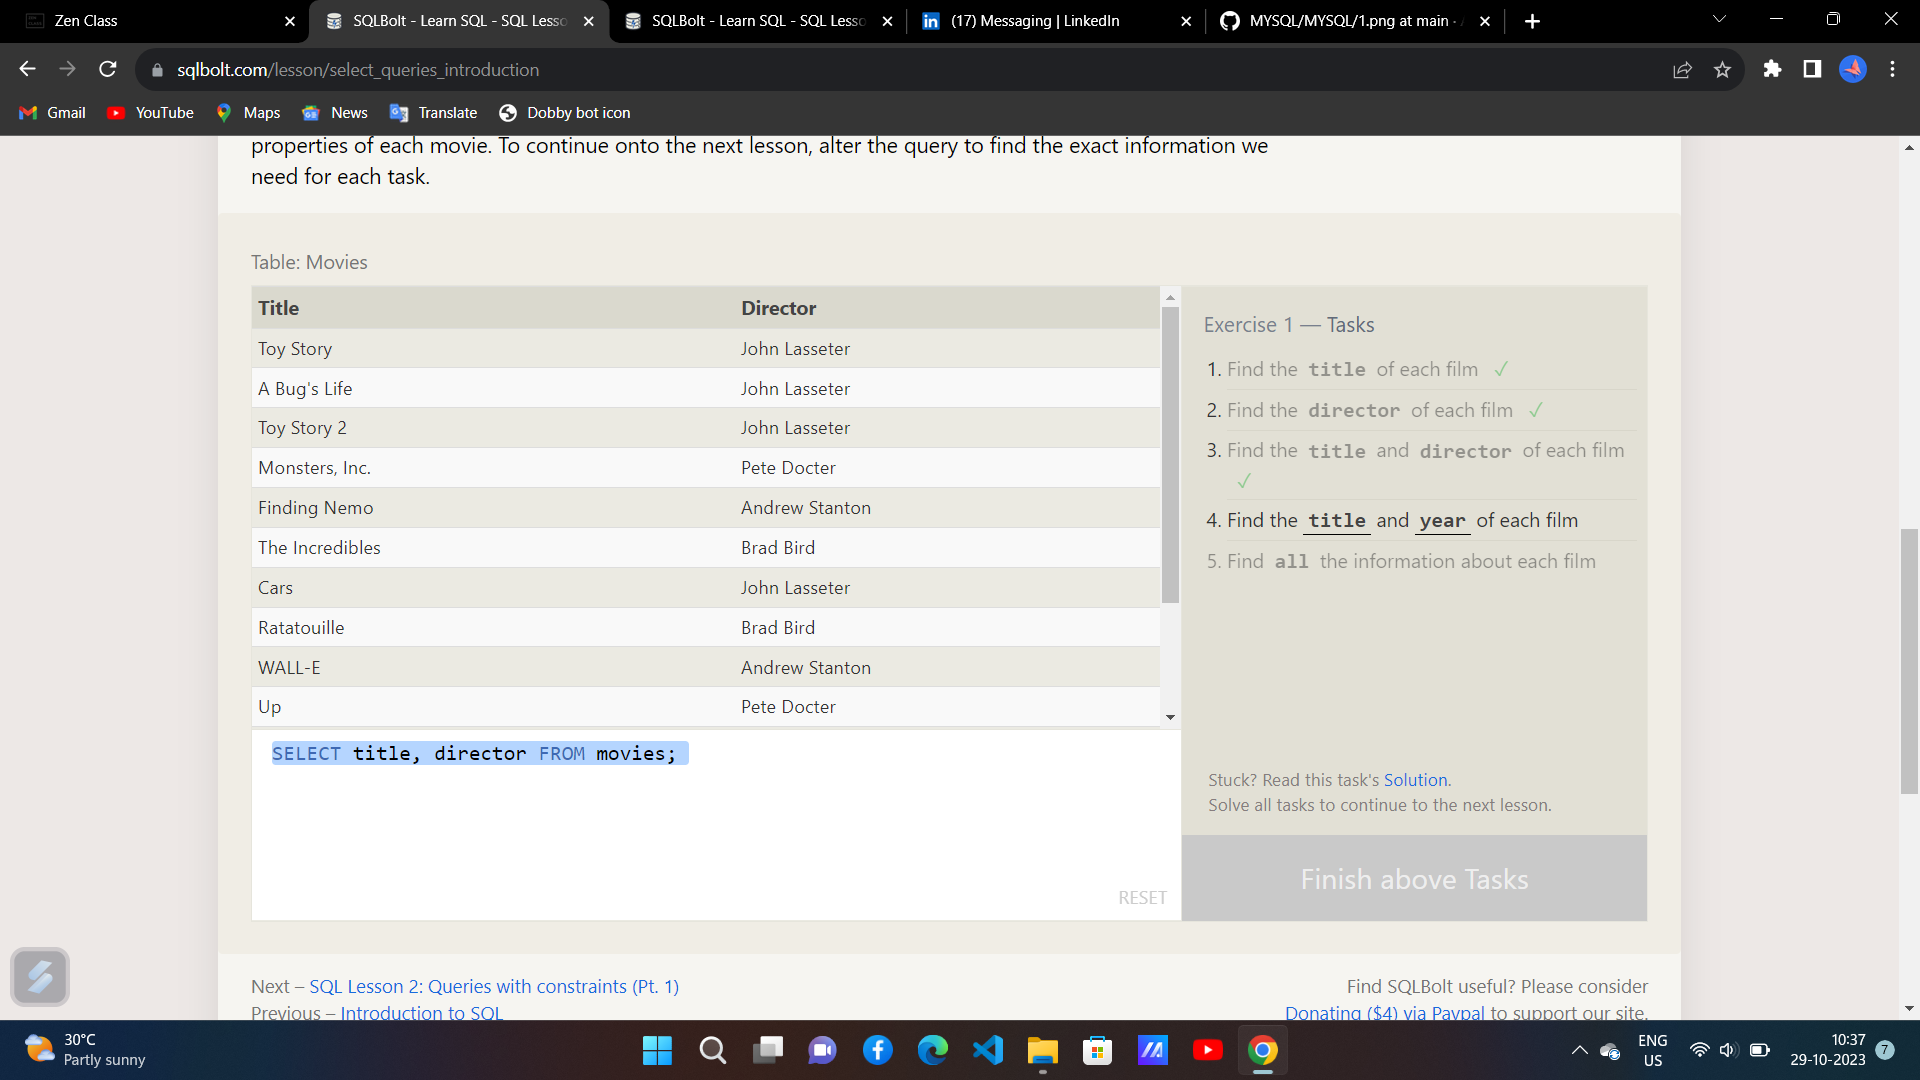 Zen Class
SQLBolt - Learn SQL - SQL Lesso
SQLBolt - Learn SQL - SQL Lesso
(17) Messaging | LinkedIn
MYSQL/MYSQL/1.png at main ·
sqlbolt.com/lesson/select_queries_introduction
Gmail
YouTube
Maps
News
Translate
Dobby bot icon
properties of each movie. To continue onto the next lesson, alter the query to find the exact information we
need for each task.
Table: Movies
Title Director
Toy Story John Lasseter
A Bug's Life John Lasseter
Toy Story 2 John Lasseter
Monsters, Inc. Pete Docter
Finding Nemo Andrew Stanton
The Incredibles Brad Bird
Cars John Lasseter
Ratatouille Brad Bird
WALL-E Andrew Stanton
Up Pete Docter
SELECT title, director FROM movies;
RESET
Exercise 1 — Tasks
1. Find the title of each film ✓
2. Find the director of each film ✓
3. Find the title and director of each film
✓
4. Find the title and year of each film
5. Find all the information about each film
Stuck? Read this task's Solution.
Solve all tasks to continue to the next lesson.
Finish above Tasks
Next – SQL Lesson 2: Queries with constraints (Pt. 1)
Previous – Introduction to SQL
Find SQLBolt useful? Please consider
Donating ($4) via Paypal to support our site.
30°C
Partly sunny
ENG
US
10:37
29-10-2023
7